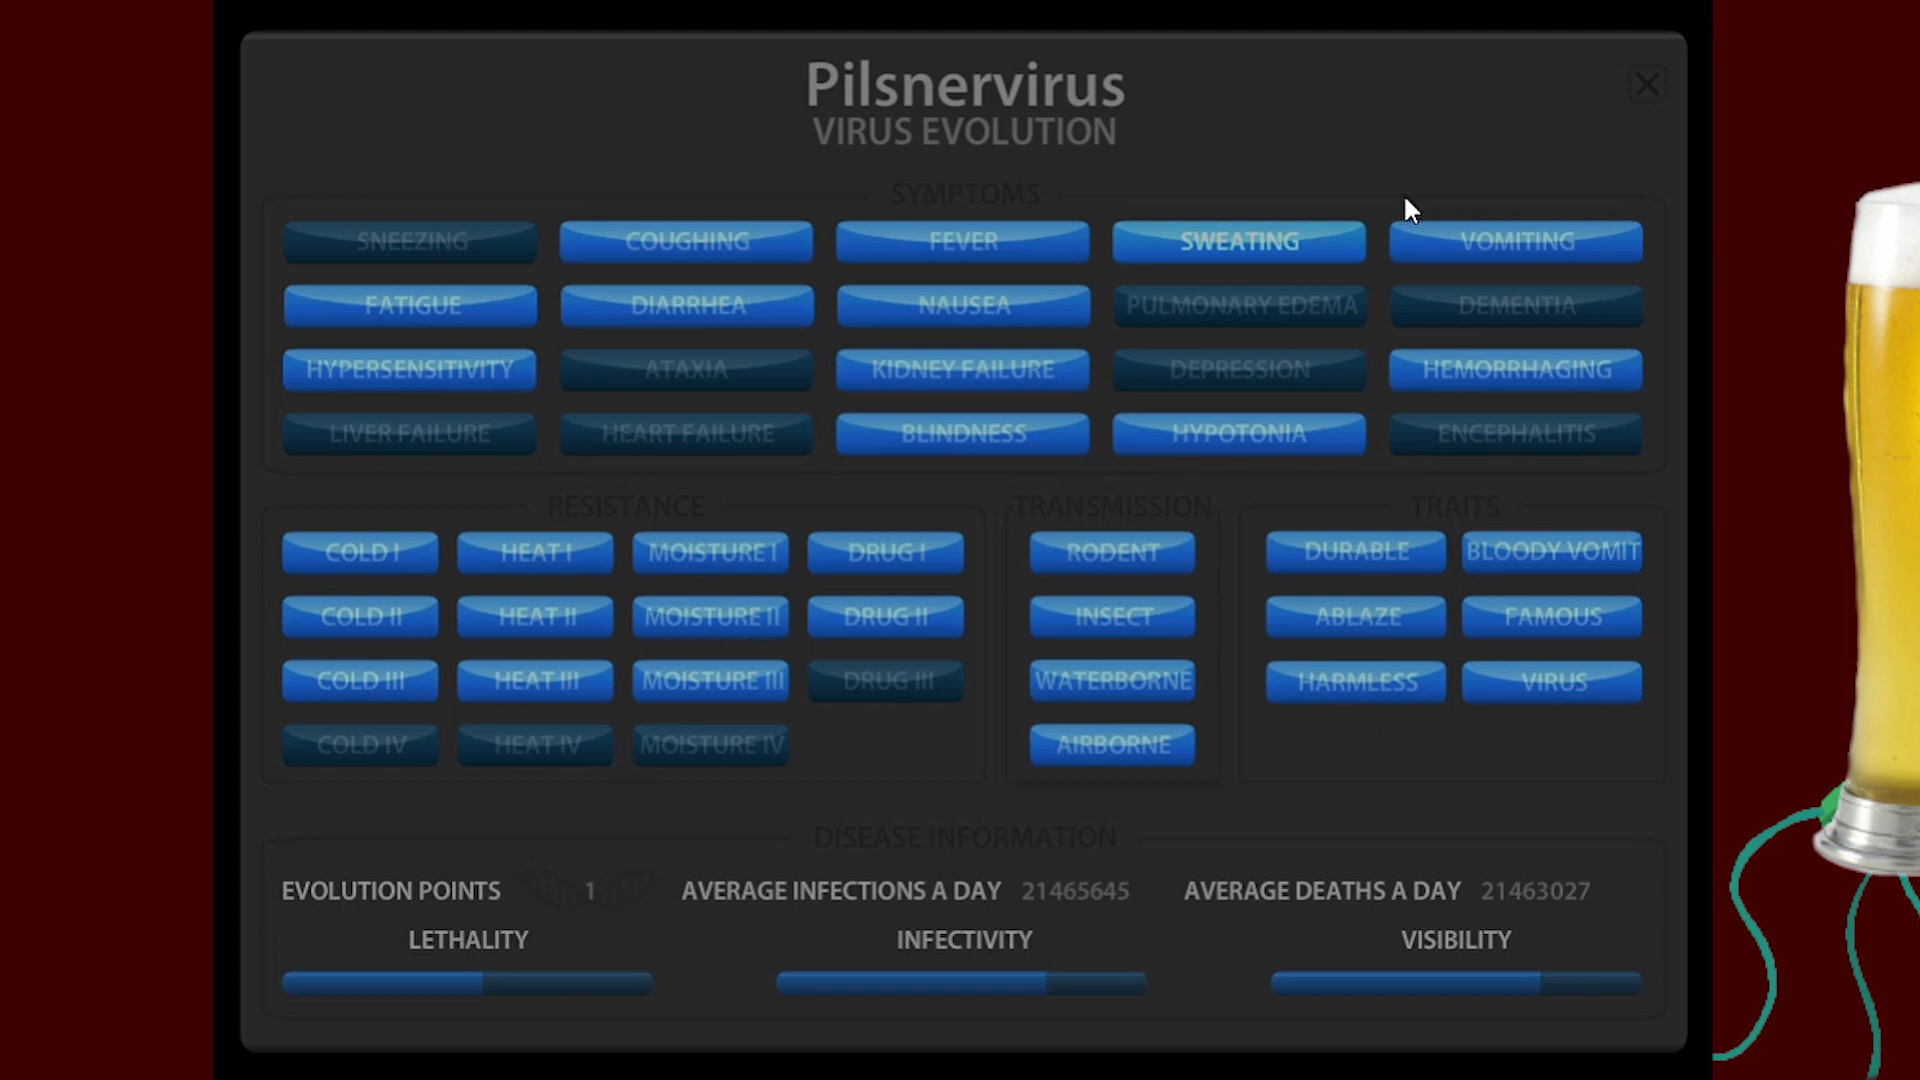 Pilsnervirus
VIRUS EVOLUTION
SYMPTOMS
SNEEZING COUGHING FEVER SWEATING VOMITING
FATIGUE DIARRHEA NAUSEA PULMONARY EDEMA DEMENTIA
HYPERSENSITIVITY ATAXIA KIDNEY FAILURE DEPRESSION HEMORRHAGING
LIVER FAILURE HEART FAILURE BLINDNESS HYPOTONIA ENCEPHALITIS
RESISTANCE TRANSMISSION TRAITS
COLD I HEAT I MOISTURE I DRUG I RODENT DURABLE BLOODY VOMIT
COLD II HEAT II MOISTURE II DRUG II INSECT ABLAZE FAMOUS
COLD III HEAT III MOISTURE III DRUG III WATERBORNE HARMLESS VIRUS
COLD IV HEAT IV MOISTURE IV AIRBORNE
DISEASE INFORMATION
EVOLUTION POINTS 1 AVERAGE INFECTIONS A DAY 21465645 AVERAGE DEATHS A DAY 21463027
LETHALITY INFECTIVITY VISIBILITY